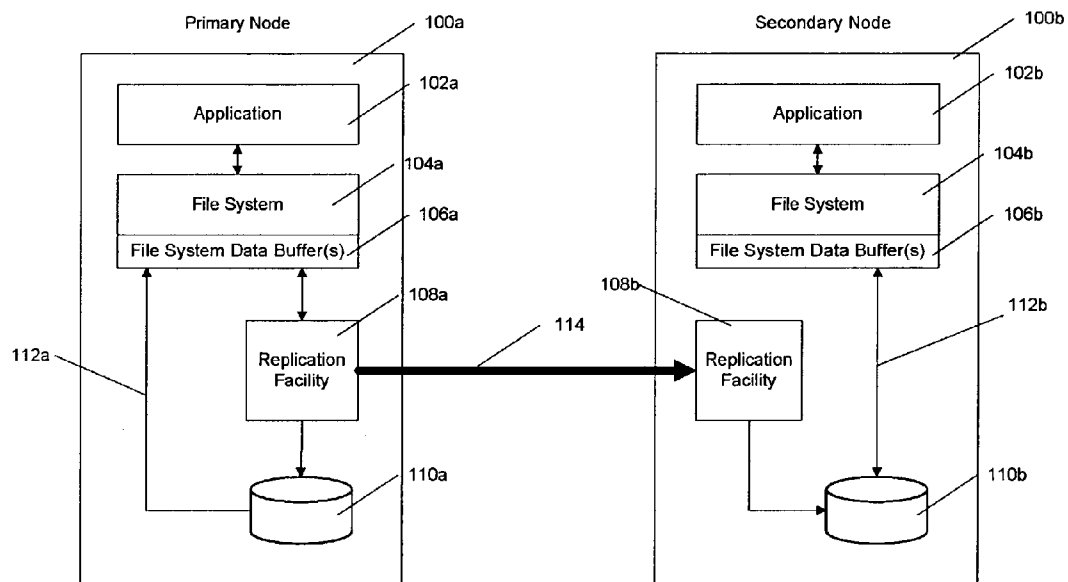 Primary Node
Secondary Node
100a
100b
102a
102b
Application
Application
104a
104b
File System
File System
106a
106b
File System Data Buffer(s)
File System Data Buffer(s)
108a
108b
114
112a
112b
Replication
Facility
Replication
Facility
110a
110b